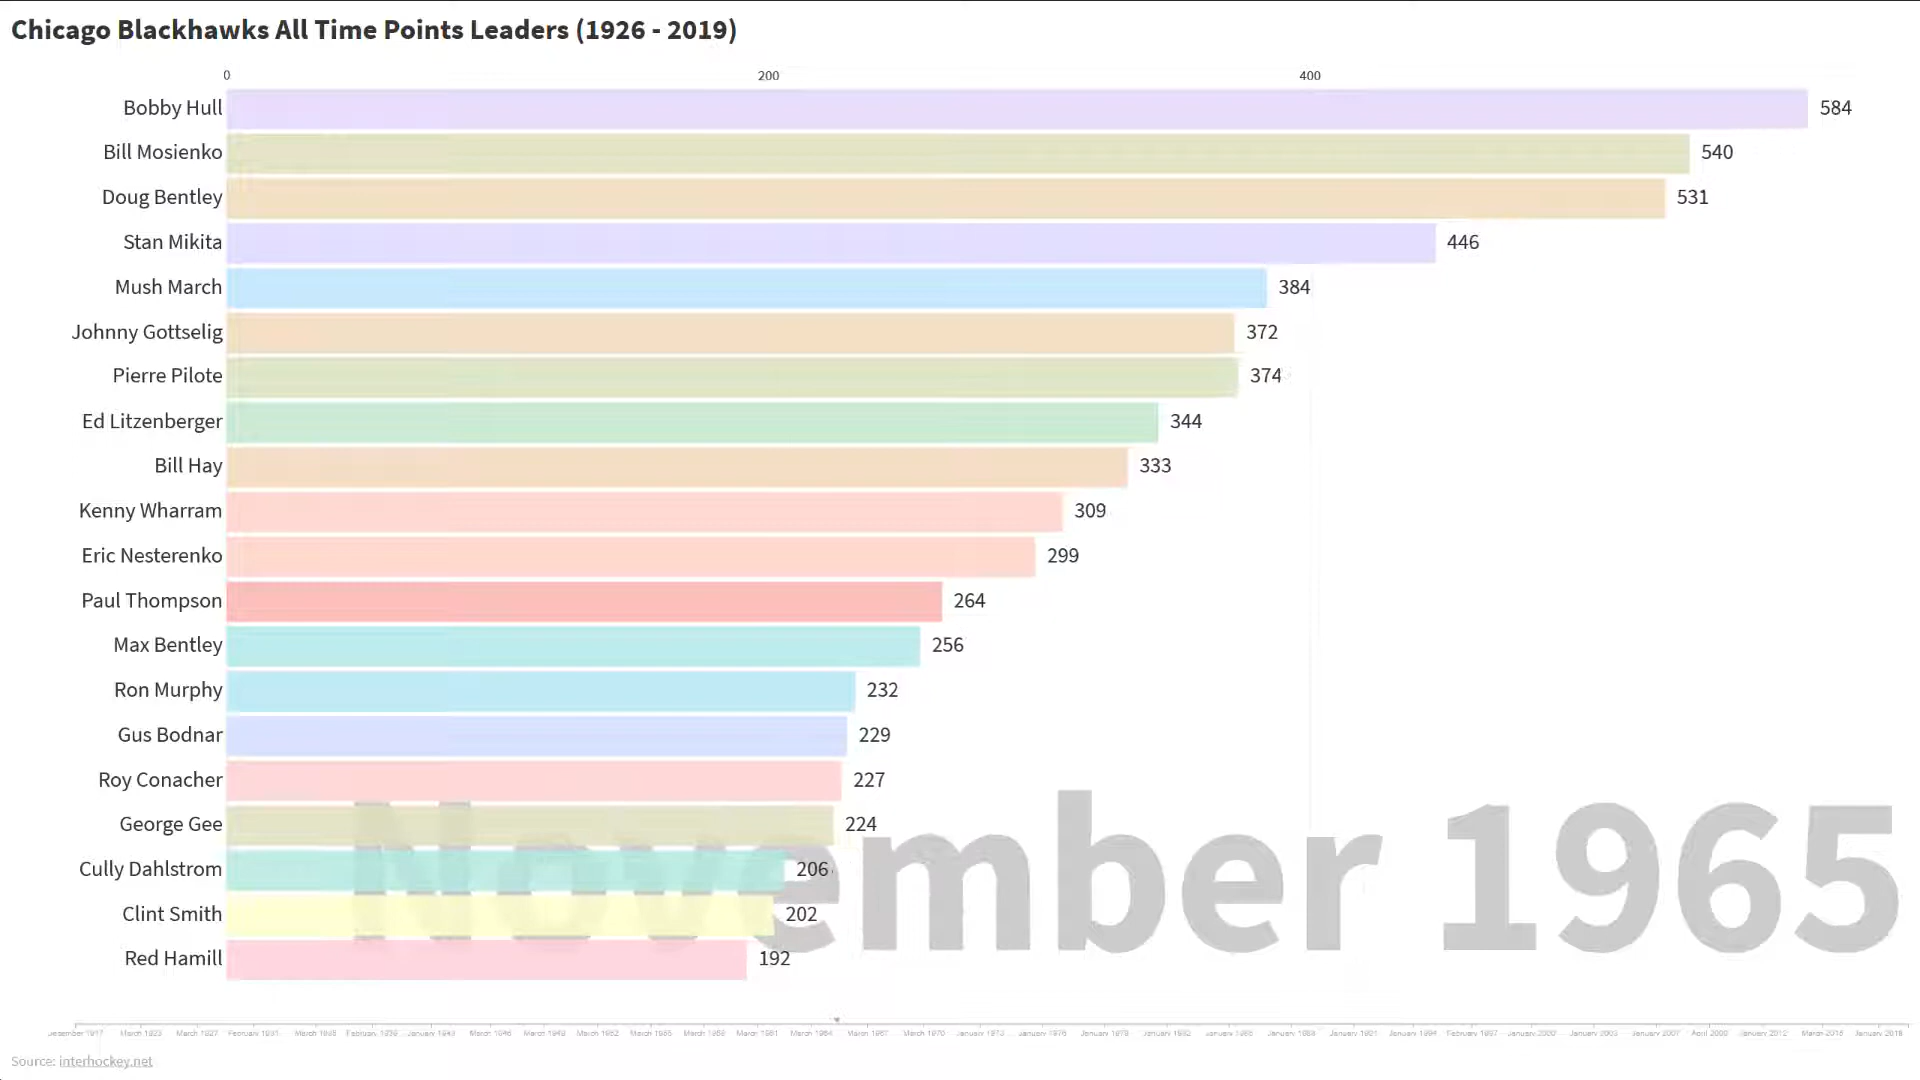 Chicago Blackhawks All Time Points Leaders (1926 - 2019)
0 200 400
Bobby Hull 584
Bill Mosienko 540
Doug Bentley 531
Stan Mikita 446
Mush March 384
Johnny Gottselig 372
Pierre Pilote 374
Ed Litzenberger 344
Bill Hay 333
Kenny Wharram 309
Eric Nesterenko 299
Paul Thompson 264
Max Bentley 256
Ron Murphy 232
Gus Bodnar 229
Roy Conacher 227
George Gee 224
Cully Dahlstrom 206
Clint Smith 202
Red Hamill 192
November 1965
Source: interhockey.net